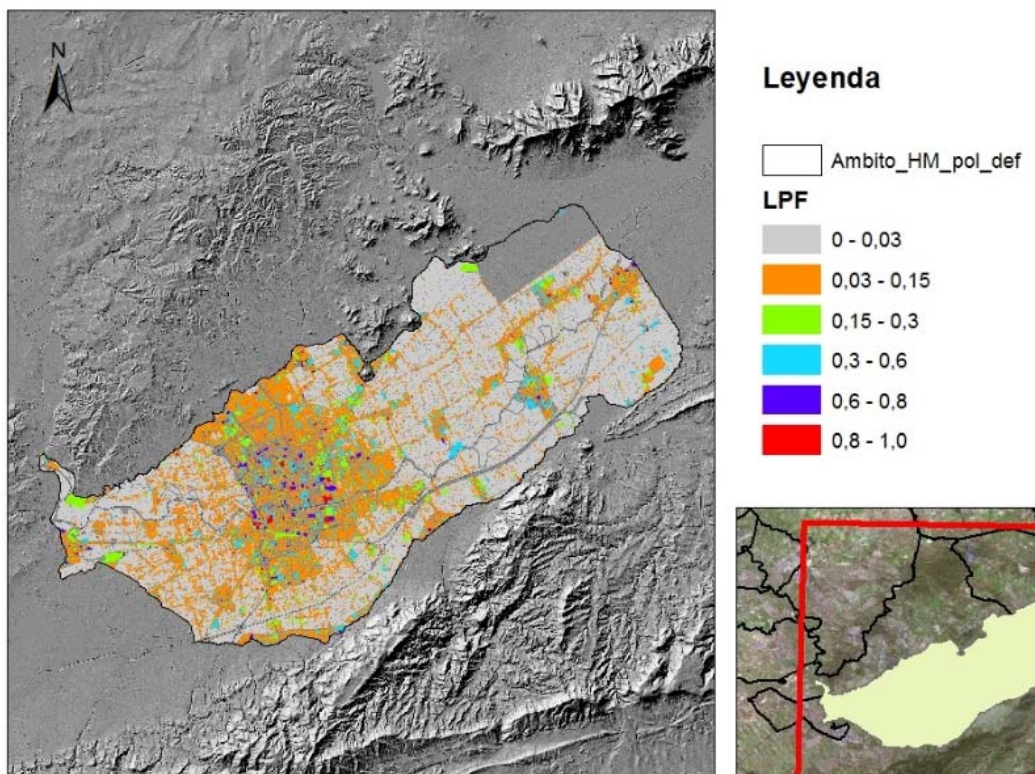 N
Leyenda
Ambito_HM_pol_def
LPF
0 - 0,03
0,03 - 0,15
0,15 - 0,3
0,3 - 0,6
0,6 - 0,8
0,8 - 1,0